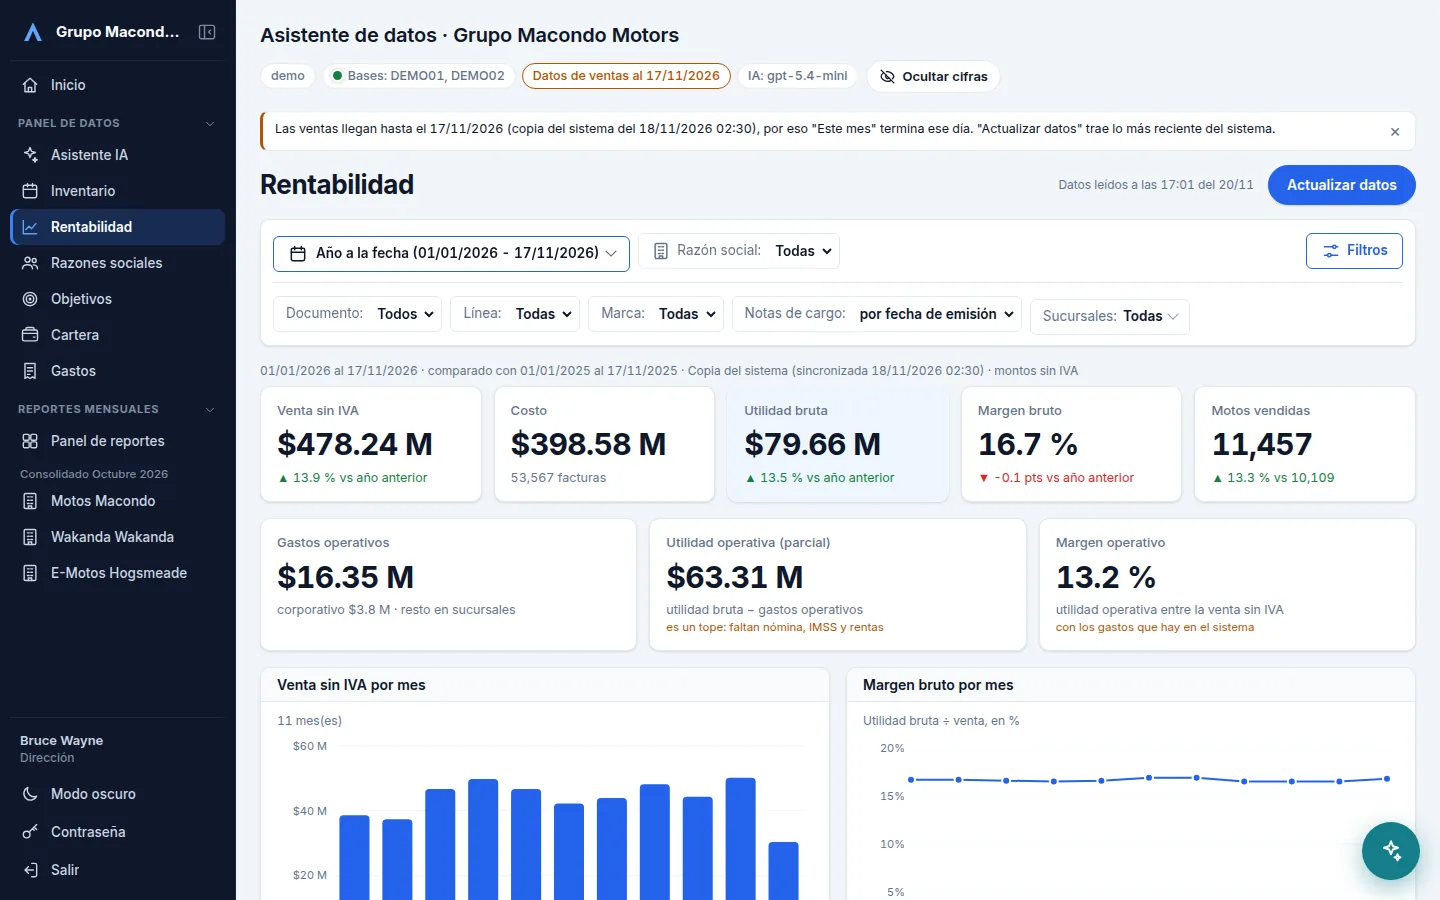 Grupo Macond...
Inicio
PANEL DE DATOS
Asistente IA
Inventario
Rentabilidad
Razones sociales
Objetivos
Cartera
Gastos
REPORTES MENSUALES
Panel de reportes
Consolidado Octubre 2026
Motos Macondo
Wakanda Wakanda
E-Motos Hogsmeade
Bruce Wayne
Dirección
Modo oscuro
Contraseña
Salir
Asistente de datos · Grupo Macondo Motors
demo
Bases: DEMO01, DEMO02
Datos de ventas al 17/11/2026
IA: gpt-5.4-mini
Ocultar cifras
Las ventas llegan hasta el 17/11/2026 (copia del sistema del 18/11/2026 02:30), por eso "Este mes" termina ese día. "Actualizar datos" trae lo más reciente del sistema.
×
Rentabilidad
Datos leídos a las 17:01 del 20/11
Actualizar datos
Año a la fecha (01/01/2026 - 17/11/2026)
Razón social: Todas
Filtros
Documento: Todos
Línea: Todas
Marca: Todas
Notas de cargo: por fecha de emisión
Sucursales: Todas
01/01/2026 al 17/11/2026 · comparado con 01/01/2025 al 17/11/2025 · Copia del sistema (sincronizada 18/11/2026 02:30) · montos sin IVA
Venta sin IVA
$478.24 M
▲ 13.9 % vs año anterior
Costo
$398.58 M
53,567 facturas
Utilidad bruta
$79.66 M
▲ 13.5 % vs año anterior
Margen bruto
16.7 %
▼ -0.1 pts vs año anterior
Motos vendidas
11,457
▲ 13.3 % vs 10,109
Gastos operativos
$16.35 M
corporativo $3.8 M · resto en sucursales
Utilidad operativa (parcial)
$63.31 M
utilidad bruta − gastos operativos
es un tope: faltan nómina, IMSS y rentas
Margen operativo
13.2 %
utilidad operativa entre la venta sin IVA
con los gastos que hay en el sistema
Venta sin IVA por mes
11 mes(es)
$60 M
$40 M
$20 M
Margen bruto por mes
Utilidad bruta ÷ venta, en %
20%
15%
10%
5%